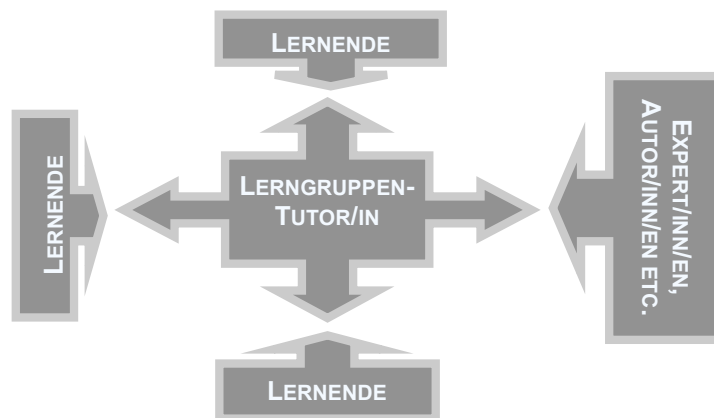 LERNENDE
LERNENDE
LERNGRUPPEN-
TUTOR/IN
EXPERT/INN/EN,
AUTOR/INN/EN ETC.
LERNENDE